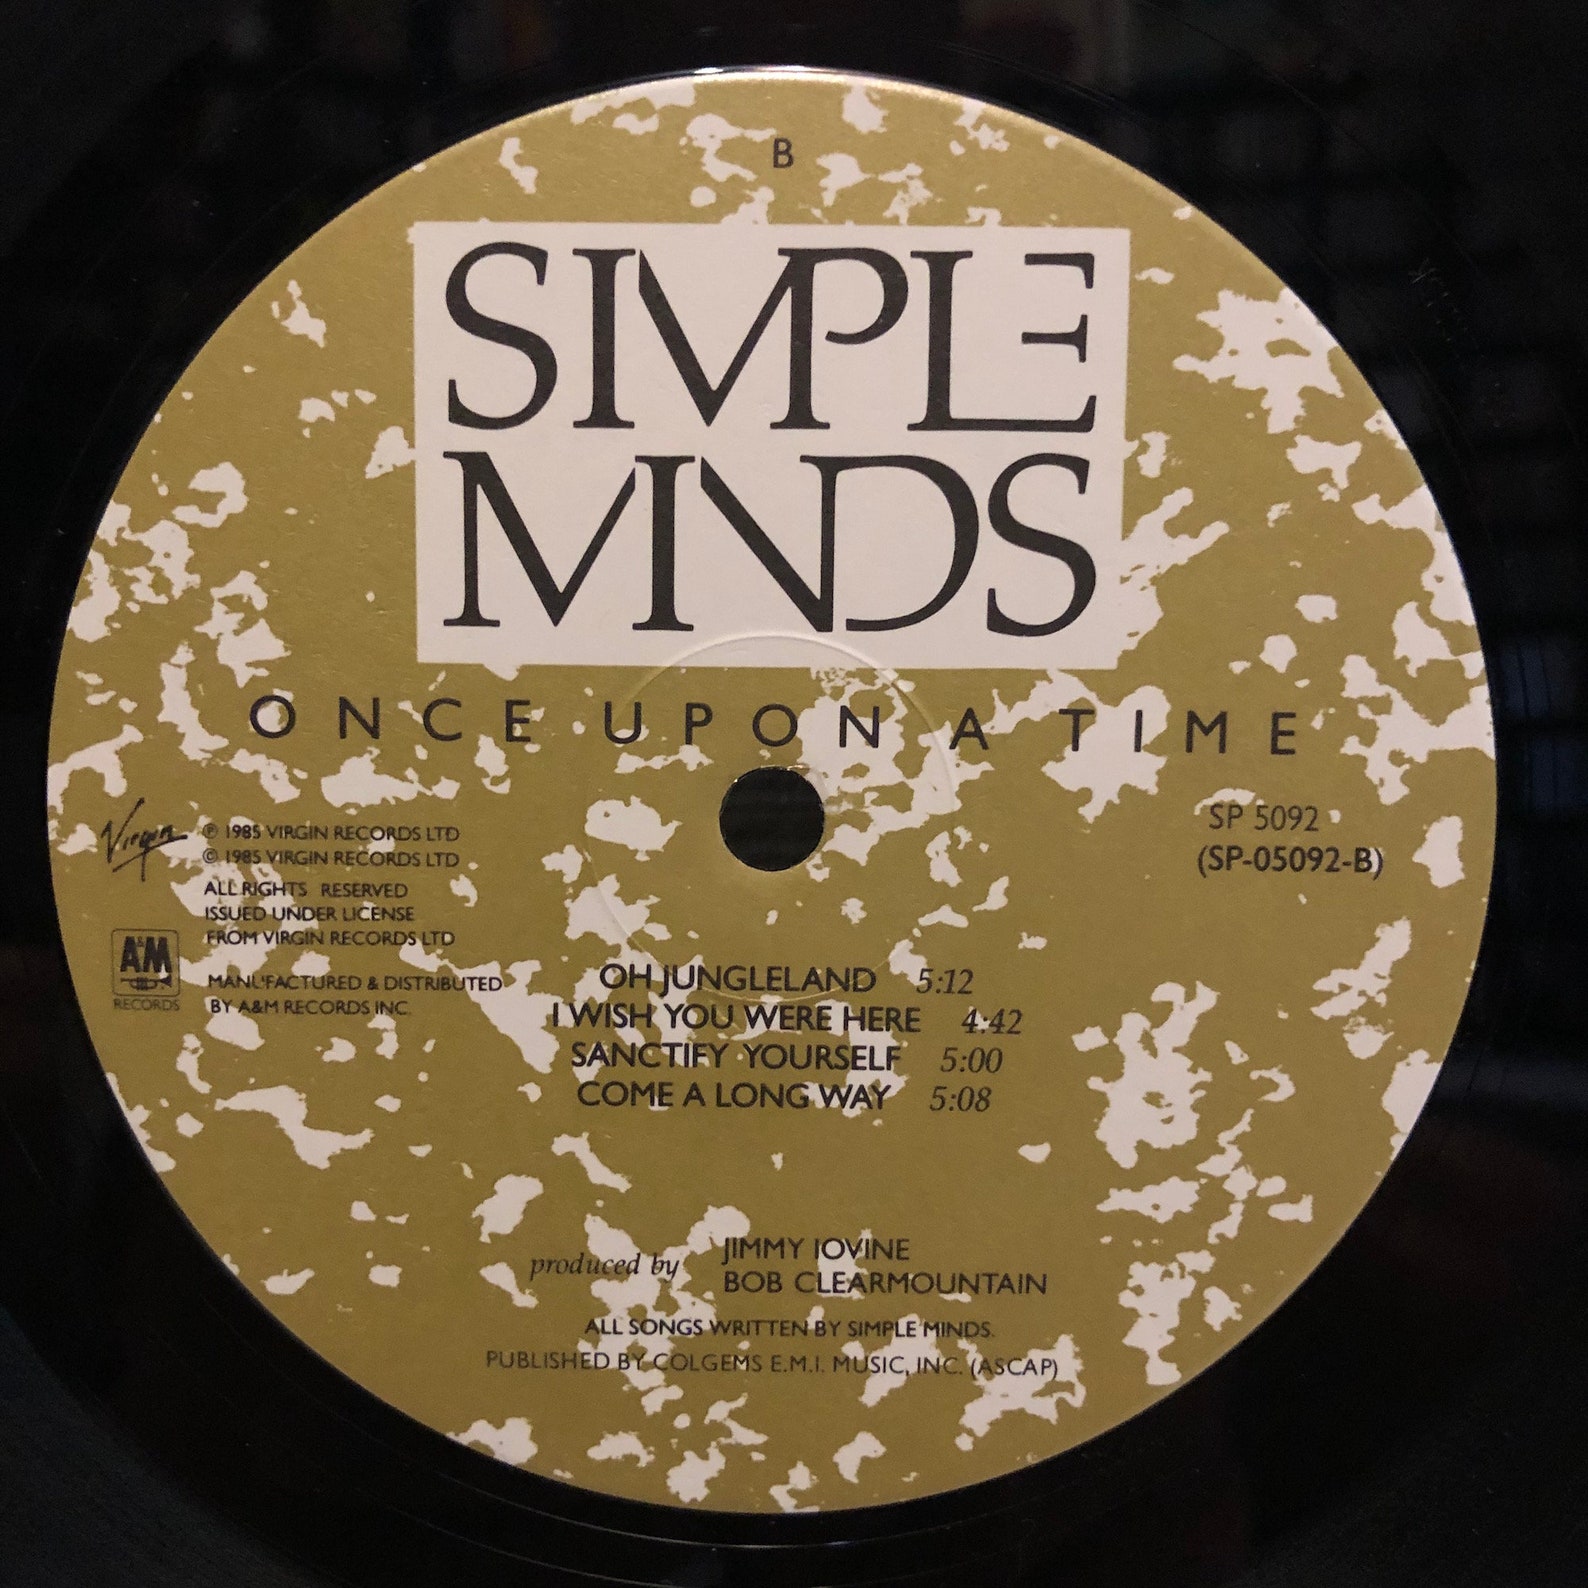 B
SIMPLE
MINDS
ONCE UPON A TIME
Virgin
℗ 1985 VIRGIN RECORDS LTD
© 1985 VIRGIN RECORDS LTD
ALL RIGHTS RESERVED
ISSUED UNDER LICENSE
FROM VIRGIN RECORDS LTD
A&M
RECORDS
MANUFACTURED & DISTRIBUTED
BY A&M RECORDS INC.
SP 5092
(SP-05092-B)
OH JUNGLELAND 5:12
I WISH YOU WERE HERE 4:42
SANCTIFY YOURSELF 5:00
COME A LONG WAY 5:08
produced by JIMMY IOVINE
BOB CLEARMOUNTAIN
ALL SONGS WRITTEN BY SIMPLE MINDS.
PUBLISHED BY COLGEMS E.M.I. MUSIC, INC. (ASCAP)